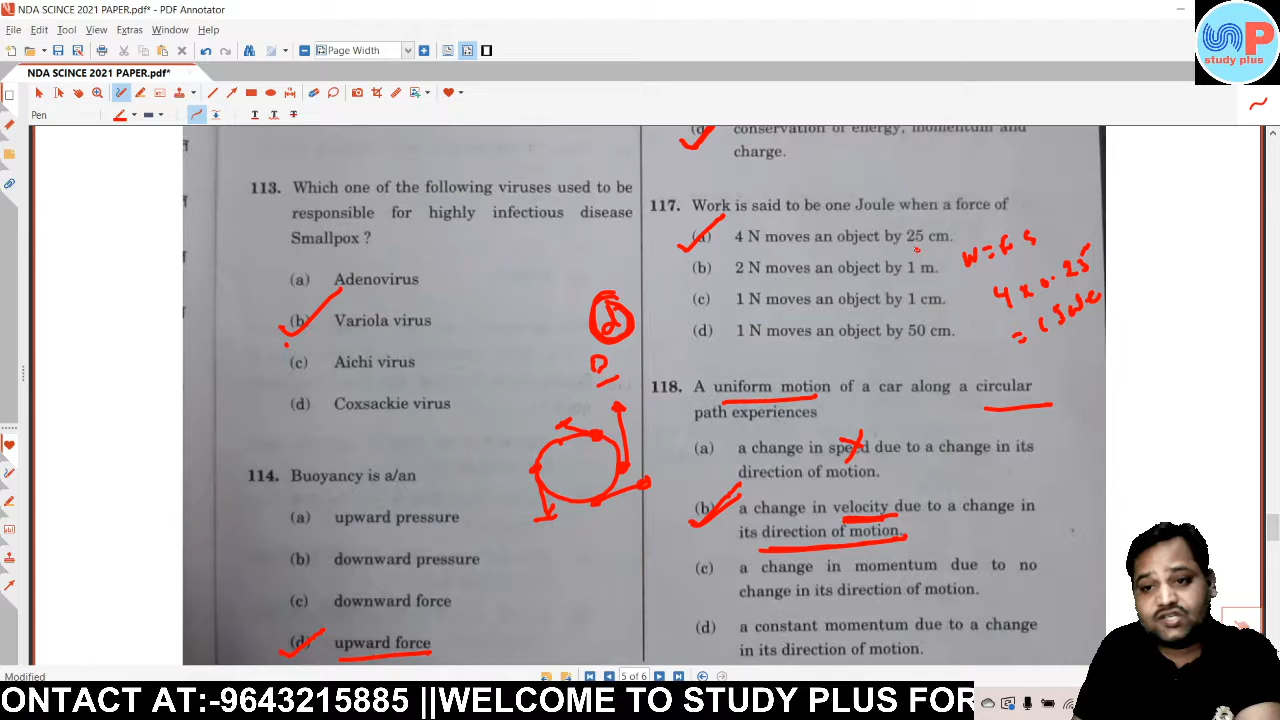 NDA SCINCE 2021 PAPER.pdf* - PDF Annotator
File Edit Tool View Extras Window Help
Page Width
NDA SCINCE 2021 PAPER.pdf*
Pen
T T T
P
study plus
113. Which one of the following viruses used to be
responsible for highly infectious disease
Smallpox ?
(a) Adenovirus
(b) Variola virus
(c) Aichi virus
(d) Coxsackie virus
114. Buoyancy is a/an
(a) upward pressure
(b) downward pressure
(c) downward force
(d) upward force
(d) conservation of energy, momentum and
charge.
117. Work is said to be one Joule when a force of
(a) 4 N moves an object by 25 cm.
(b) 2 N moves an object by 1 m.
(c) 1 N moves an object by 1 cm.
(d) 1 N moves an object by 50 cm.
W = F S
4 x 0.25
118. A uniform motion of a car along a circular
path experiences
(a) a change in speed due to a change in its
direction of motion.
(b) a change in velocity due to a change in
its direction of motion.
(c) a change in momentum due to no
change in its direction of motion.
(d) a constant momentum due to a change
in its direction of motion.
Modified
5 of 6
ONTACT AT:-9643215885 ||WELCOME TO STUDY PLUS FOR